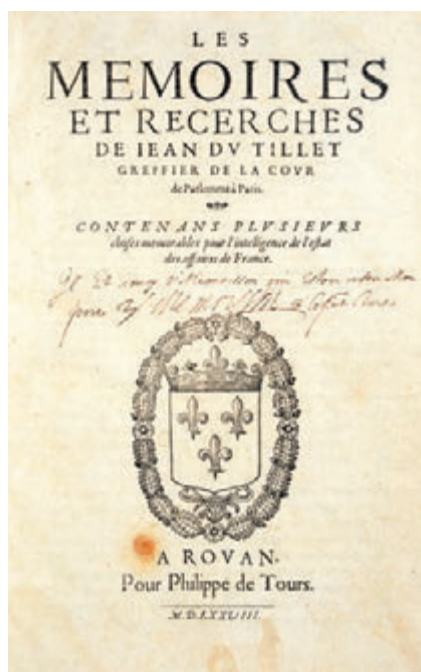 LES
MEMOIRES
ET RECERCHES
DE IEAN DV TILLET
GREFFIER DE LA COVR
de Parlement à Paris.
CONTENANS PLVSIEVRS
choses memorables pour l'intelligence de l'estat
des affaires de France.
A ROVAN,
Pour Philippe de Tours.